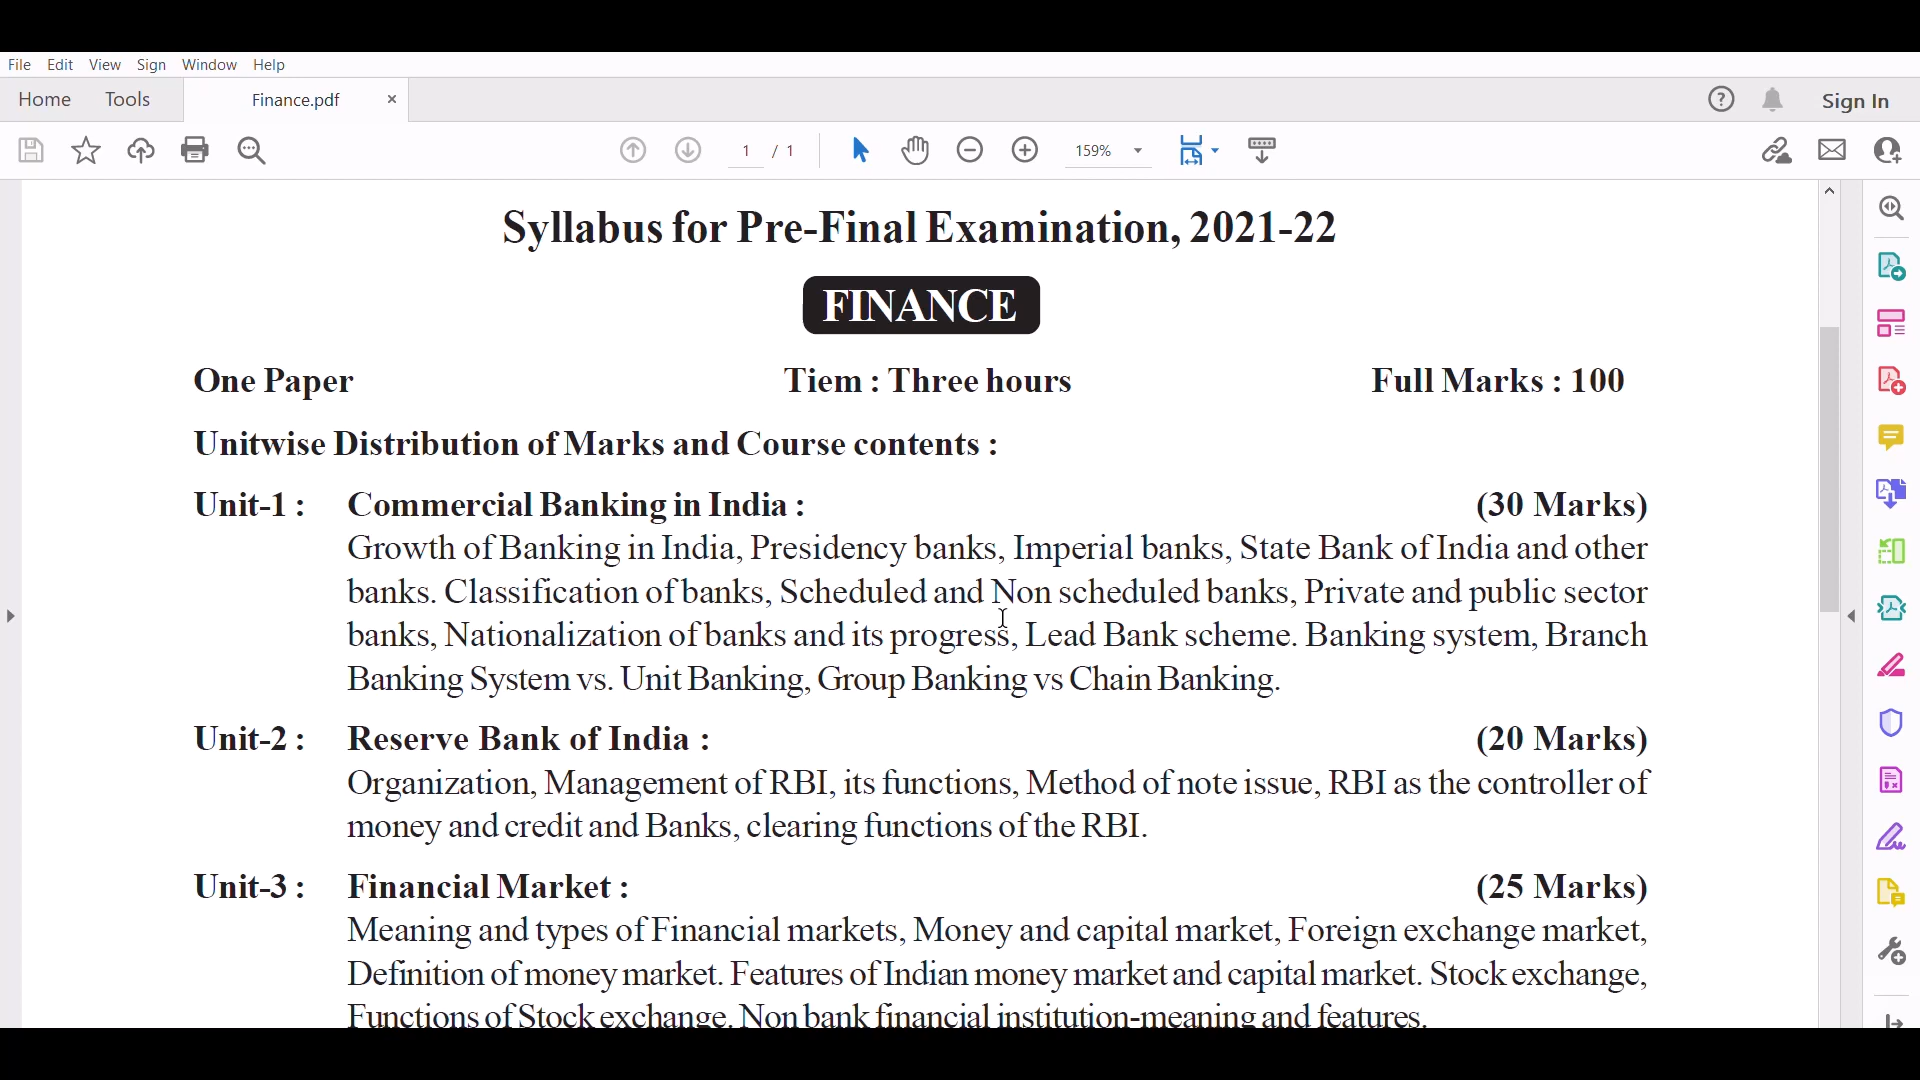 File Edit View Sign Window Help
Home Tools Finance.pdf × ? Sign In
1 / 1 159%
Syllabus for Pre-Final Examination, 2021-22
FINANCE
One Paper Tiem : Three hours Full Marks : 100
Unitwise Distribution of Marks and Course contents :
Unit-1 : Commercial Banking in India : (30 Marks)
Growth of Banking in India, Presidency banks, Imperial banks, State Bank of India and other
banks. Classification of banks, Scheduled and Non scheduled banks, Private and public sector
banks, Nationalization of banks and its progress, Lead Bank scheme. Banking system, Branch
Banking System vs. Unit Banking, Group Banking vs Chain Banking.
Unit-2 : Reserve Bank of India : (20 Marks)
Organization, Management of RBI, its functions, Method of note issue, RBI as the controller of
money and credit and Banks, clearing functions of the RBI.
Unit-3 : Financial Market : (25 Marks)
Meaning and types of Financial markets, Money and capital market, Foreign exchange market,
Definition of money market. Features of Indian money market and capital market. Stock exchange,
Functions of Stock exchange. Non bank financial institution-meaning and features.